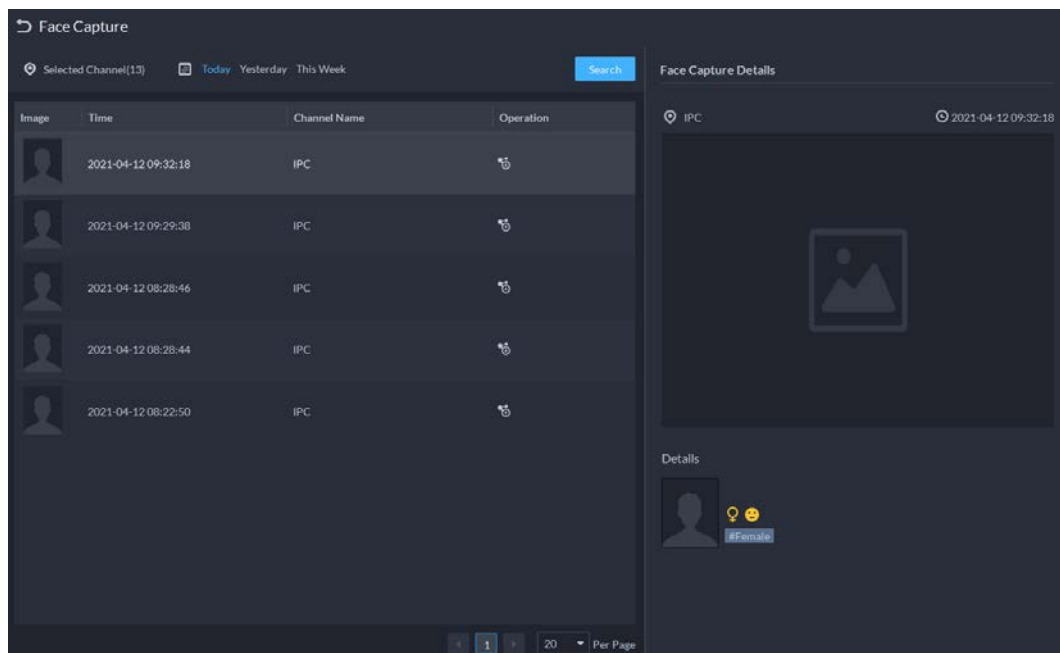 Face Capture
Selected Channel(13) Today Yesterday This Week Search
Image Time Channel Name Operation
2021-04-12 09:32:18 IPC
2021-04-12 09:29:38 IPC
2021-04-12 08:28:46 IPC
2021-04-12 08:28:44 IPC
2021-04-12 08:22:50 IPC
1 20 Per Page
Face Capture Details
IPC 2021-04-12 09:32:18
Details
#Female